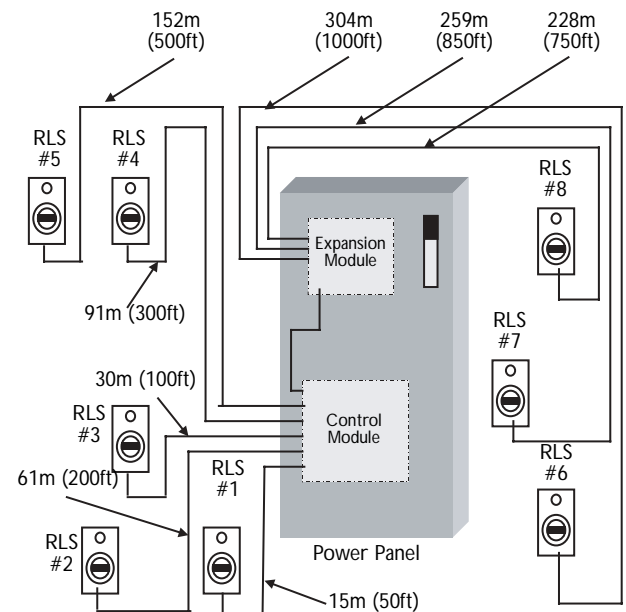 152m
(500ft)
304m
(1000ft)
259m
(850ft)
228m
(750ft)
RLS
#5
RLS
#4
RLS
#8
Expansion
Module
91m (300ft)
RLS
#7
30m (100ft)
RLS
#3
Control
Module
61m (200ft)
RLS
#1
RLS
#6
RLS
#2
Power Panel
15m (50ft)